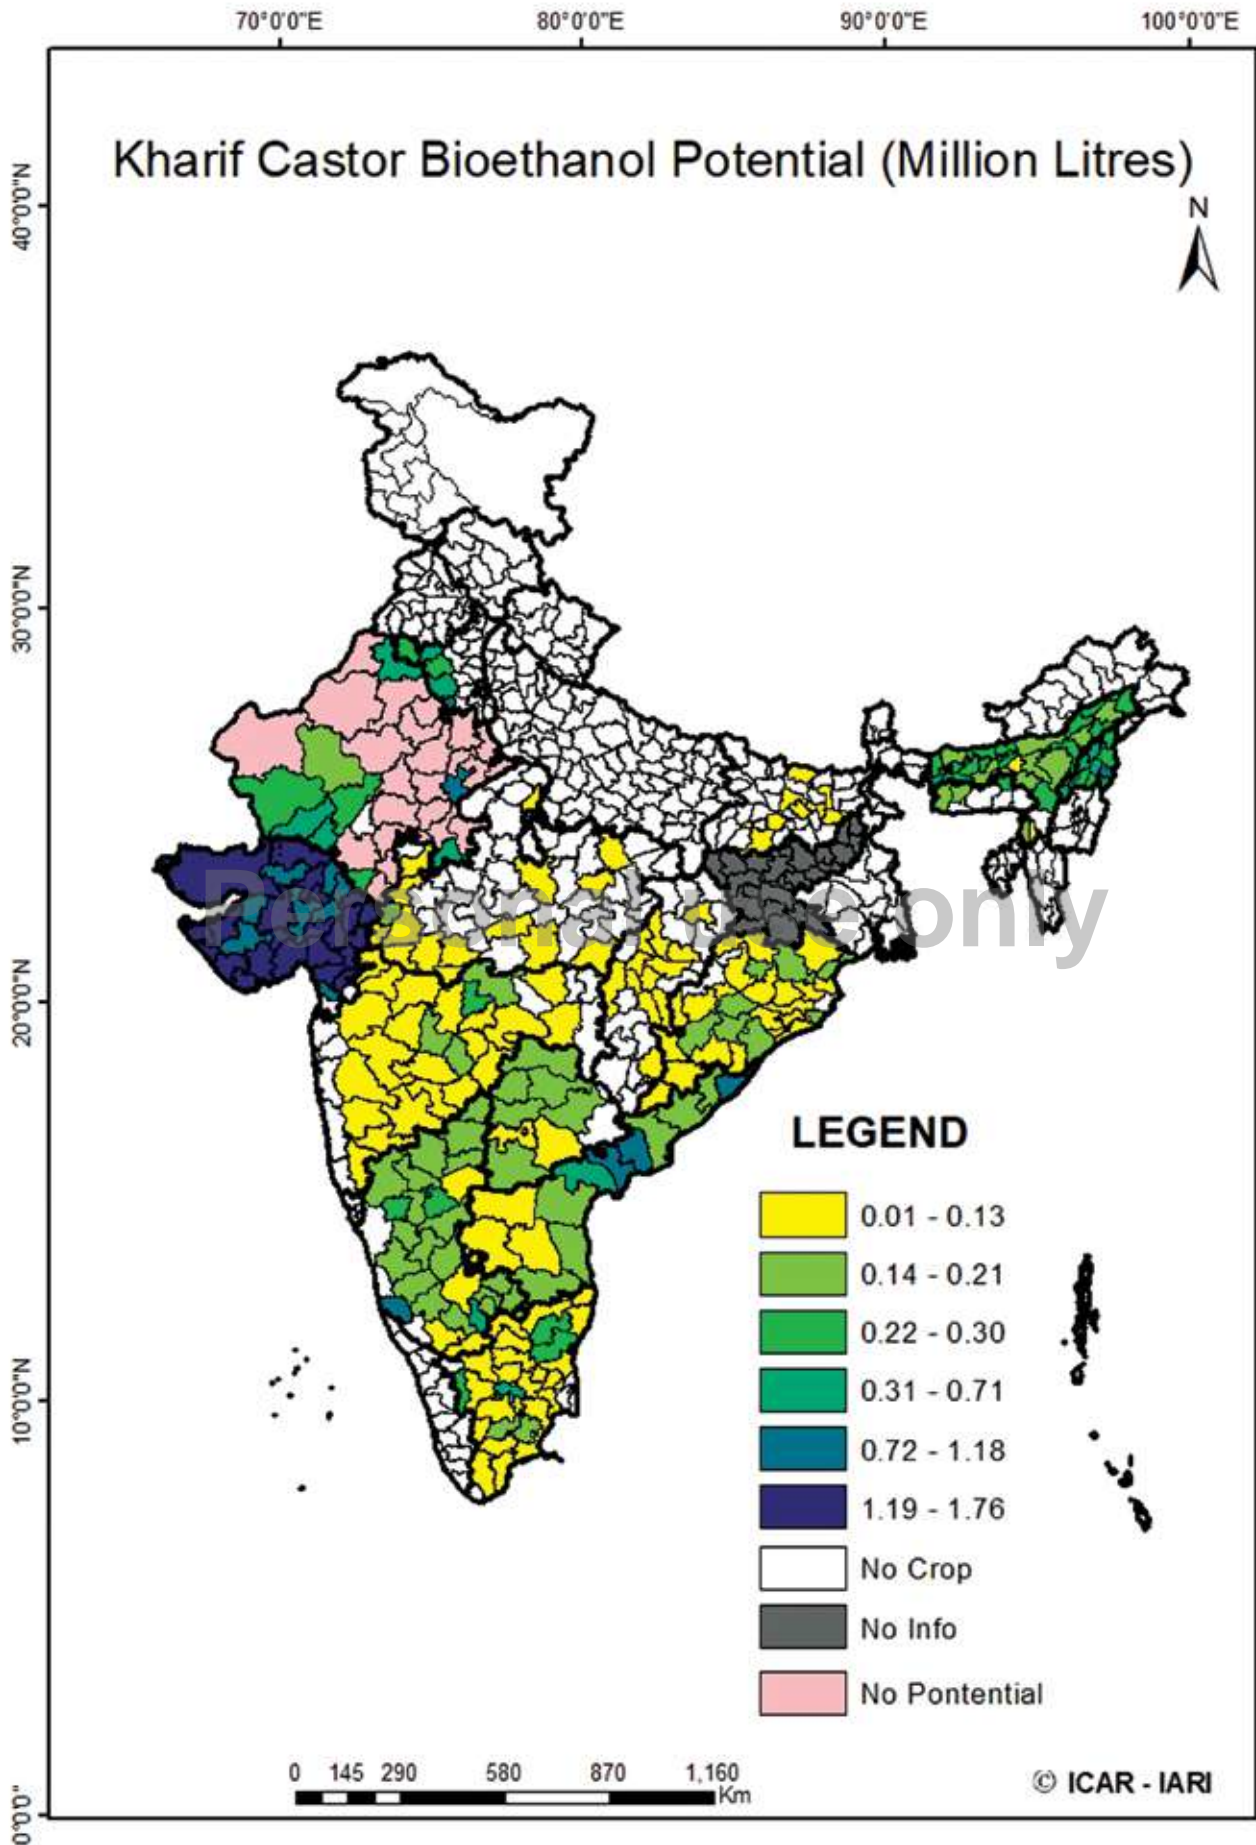 70°0'0"E 80°0'0"E 90°0'0"E 100°0'0"E
Kharif Castor Bioethanol Potential (Million Litres)
N
40°0'0"N
30°0'0"N
20°0'0"N
10°0'0"N
0°0'0"
Personal use only
LEGEND
0.01 - 0.13
0.14 - 0.21
0.22 - 0.30
0.31 - 0.71
0.72 - 1.18
1.19 - 1.76
No Crop
No Info
No Pontential
0 145 290 580 870 1,160
Km
© ICAR - IARI